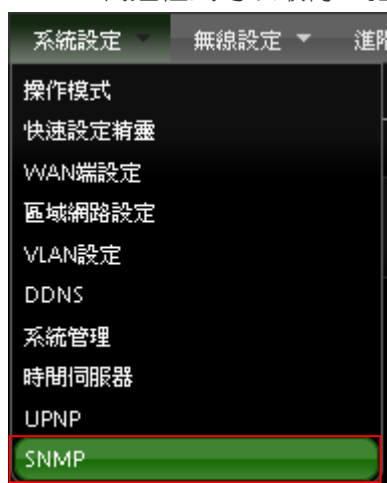 系統設定 無線設定 進階
操作模式
快速設定精靈
WAN端設定
區域網路設定
VLAN設定
DDNS
系統管理
時間伺服器
UPNP
SNMP